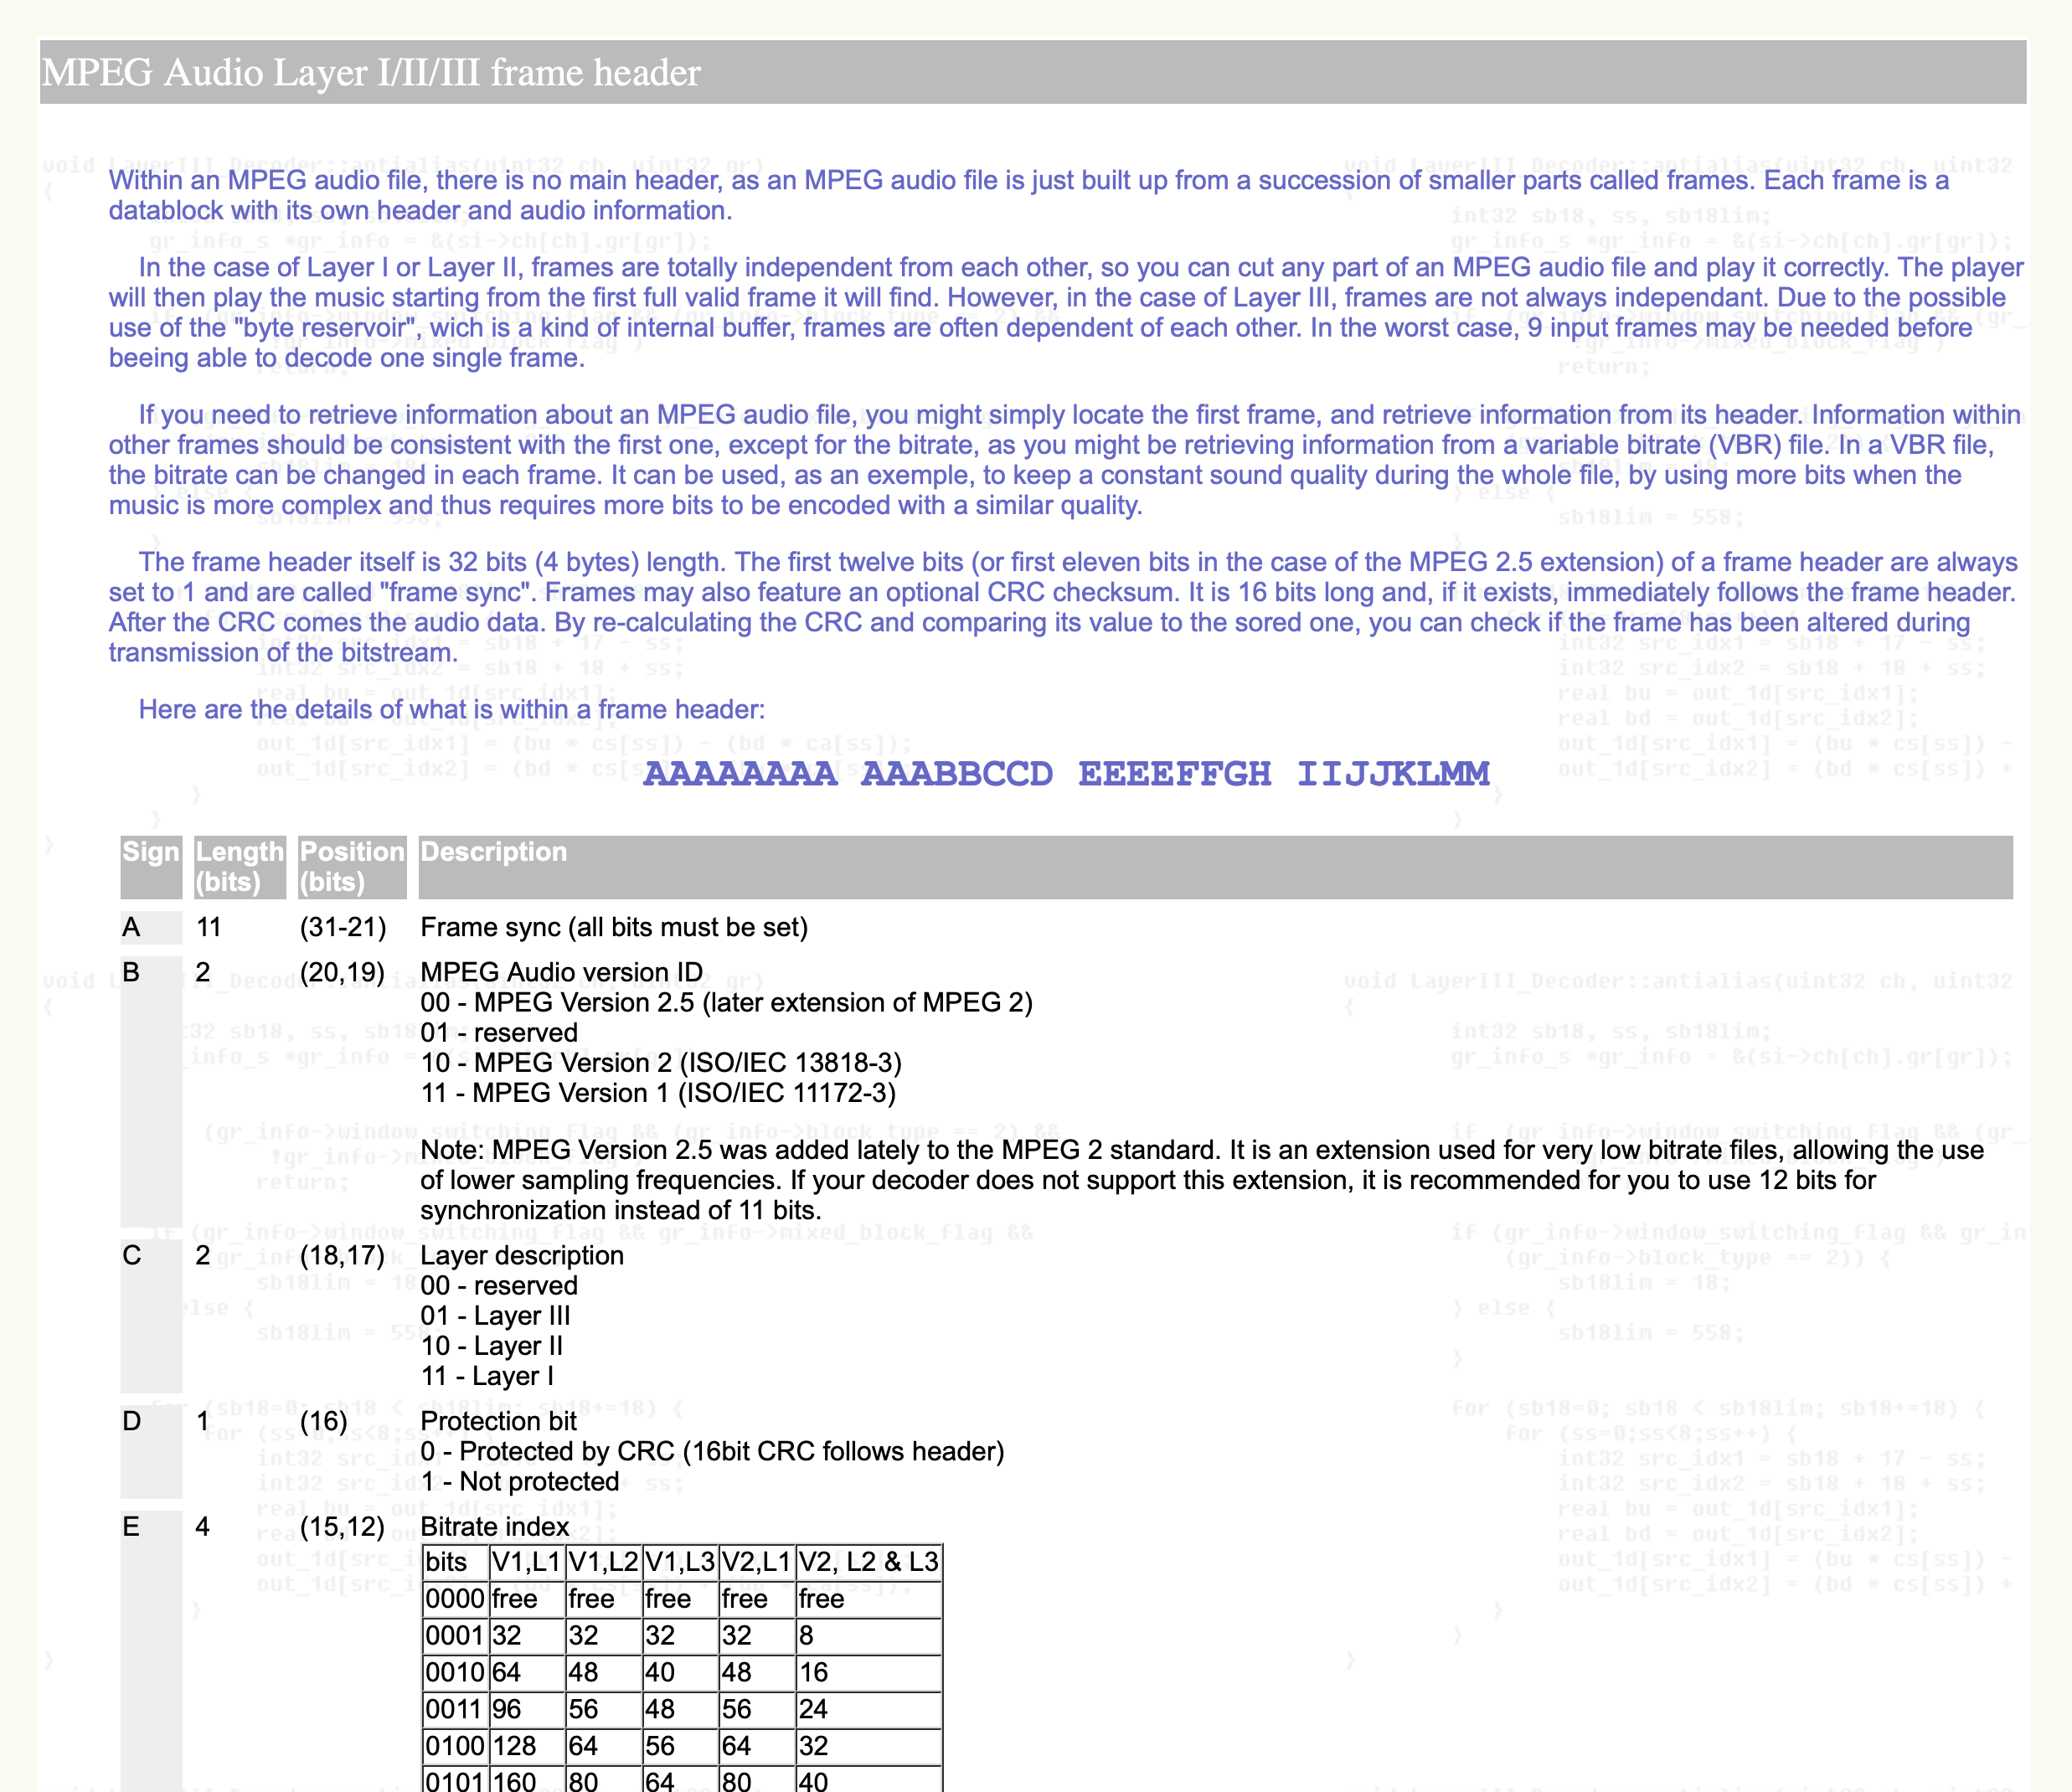 MPEG Audio Layer I/II/III frame header
Within an MPEG audio file, there is no main header, as an MPEG audio file is just built up from a succession of smaller parts called frames. Each frame is a
datablock with its own header and audio information.
In the case of Layer I or Layer II, frames are totally independent from each other, so you can cut any part of an MPEG audio file and play it correctly. The player
will then play the music starting from the first full valid frame it will find. However, in the case of Layer III, frames are not always independant. Due to the possible
use of the "byte reservoir", wich is a kind of internal buffer, frames are often dependent of each other. In the worst case, 9 input frames may be needed before
beeing able to decode one single frame.
If you need to retrieve information about an MPEG audio file, you might simply locate the first frame, and retrieve information from its header. Information within
other frames should be consistent with the first one, except for the bitrate, as you might be retrieving information from a variable bitrate (VBR) file. In a VBR file,
the bitrate can be changed in each frame. It can be used, as an exemple, to keep a constant sound quality during the whole file, by using more bits when the
music is more complex and thus requires more bits to be encoded with a similar quality.
The frame header itself is 32 bits (4 bytes) length. The first twelve bits (or first eleven bits in the case of the MPEG 2.5 extension) of a frame header are always
set to 1 and are called "frame sync". Frames may also feature an optional CRC checksum. It is 16 bits long and, if it exists, immediately follows the frame header.
After the CRC comes the audio data. By re-calculating the CRC and comparing its value to the sored one, you can check if the frame has been altered during
transmission of the bitstream.
Here are the details of what is within a frame header:
AAAAAAAA AAABBCCD EEEEFFGH IIJJKLMM
Sign Length (bits) Position (bits) Description
A 11 (31-21) Frame sync (all bits must be set)
B 2 (20,19) MPEG Audio version ID
00 - MPEG Version 2.5 (later extension of MPEG 2)
01 - reserved
10 - MPEG Version 2 (ISO/IEC 13818-3)
11 - MPEG Version 1 (ISO/IEC 11172-3)
Note: MPEG Version 2.5 was added lately to the MPEG 2 standard. It is an extension used for very low bitrate files, allowing the use
of lower sampling frequencies. If your decoder does not support this extension, it is recommended for you to use 12 bits for
synchronization instead of 11 bits.
C 2 (18,17) Layer description
00 - reserved
01 - Layer III
10 - Layer II
11 - Layer I
D 1 (16) Protection bit
0 - Protected by CRC (16bit CRC follows header)
1 - Not protected
E 4 (15,12) Bitrate index
bits V1,L1 V1,L2 V1,L3 V2,L1 V2, L2 & L3
0000 free free free free free
0001 32 32 32 32 8
0010 64 48 40 48 16
0011 96 56 48 56 24
0100 128 64 56 64 32
0101 160 80 64 80 40